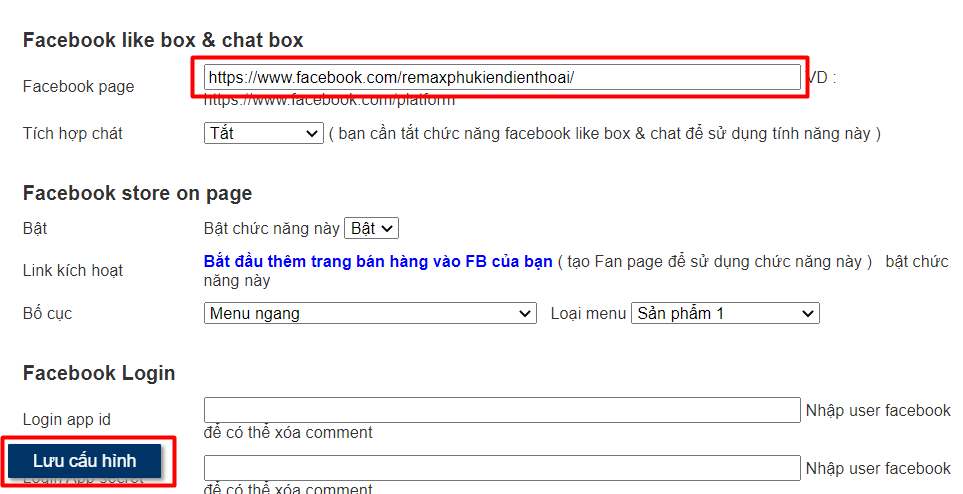 Facebook like box & chat box
Facebook page https://www.facebook.com/remaxphukiendienthoai/ VD :
https://www.facebook.com/platform
Tích hợp chát Tắt ( bạn cần tắt chức năng facebook like box & chat để sử dụng tính năng này )
Facebook store on page
Bật Bật chức năng này Bật
Link kích hoạt Bắt đầu thêm trang bán hàng vào FB của bạn ( tạo Fan page để sử dụng chức năng này ) bật chức
năng này
Bố cục Menu ngang Loại menu Sản phẩm 1
Facebook Login
Login app id Nhập user facebook
để có thể xóa comment
Lưu cấu hình
Login App secret Nhập user facebook
để có thể xóa comment